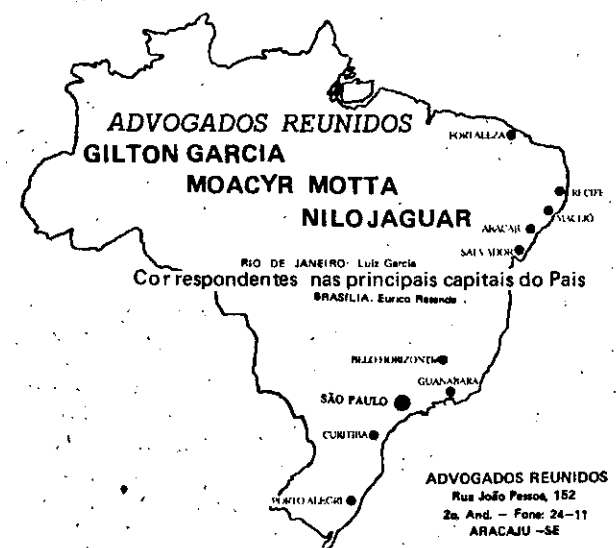 ADVOGADOS REUNIDOS
GILTON GARCIA
MOACYR MOTTA
NILO JAGUAR
FORTALEZA
RECIFE
MACEIÓ
ARACAJU
SALVADOR
RIO DE JANEIRO: Luiz Garcia
Correspondentes nas principais capitais do Pais
BRASÍLIA: Eurico Resende
BELO HORIZONTE
GUANABARA
SÃO PAULO
CURITIBA
PORTO ALEGRE
ADVOGADOS REUNIDOS
Rua João Pessoa, 152
2o. And. - Fone: 24-11
ARACAJU -SE